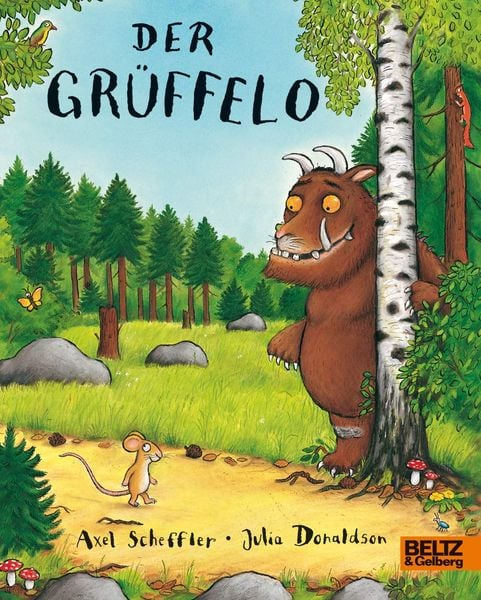 DER
GRÜFFELO
Axel Scheffler · Julia Donaldson
BELTZ
& Gelberg